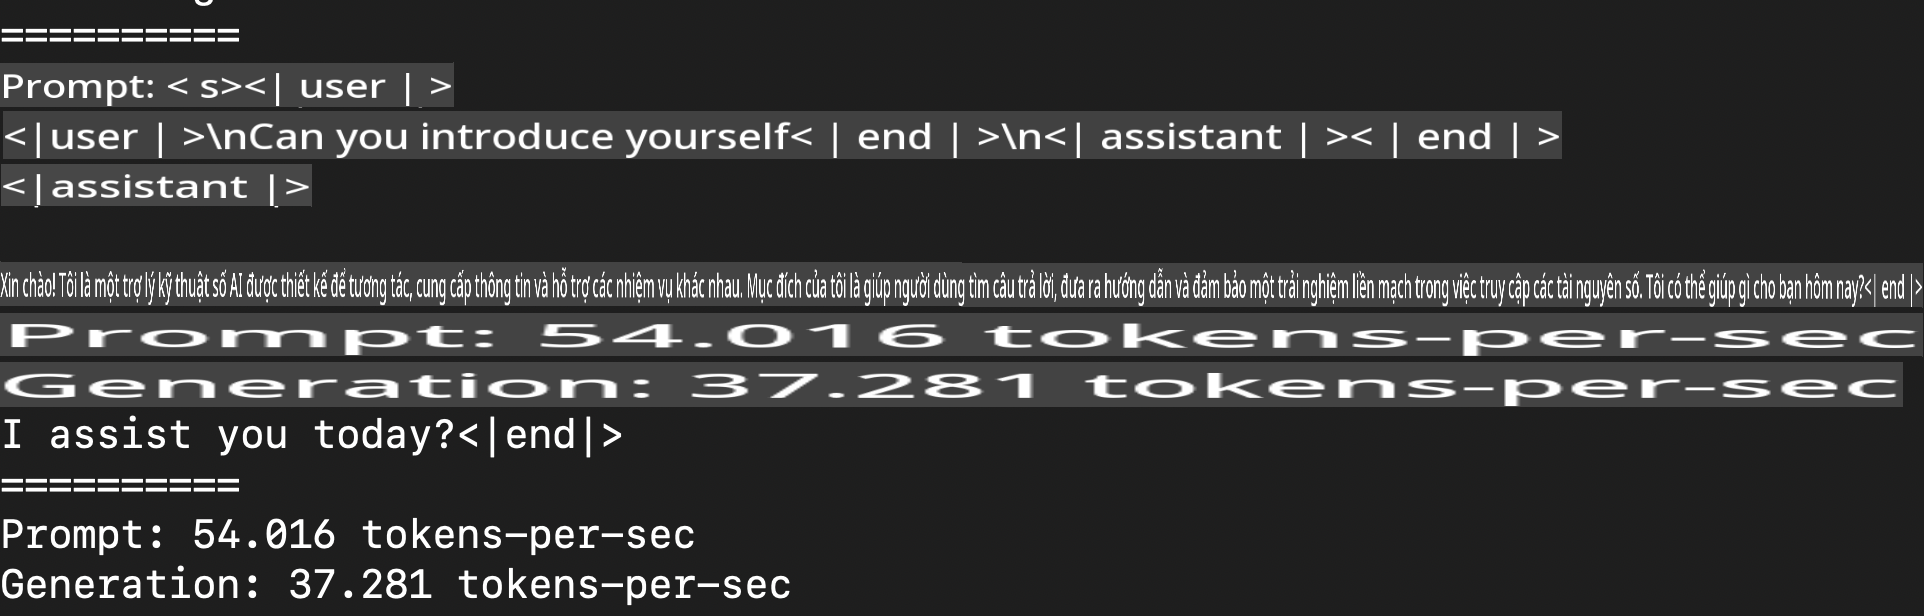 ==========
Prompt: < s><| user | >
<|user | >\nCan you introduce yourself< | end | >\n<| assistant | >< | end | >
<|assistant |>
Xin chào! Tôi là một trợ lý kỹ thuật số AI được thiết kế để tương tác, cung cấp thông tin và hỗ trợ các nhiệm vụ khác nhau. Mục đích của tôi là giúp người dùng tìm câu trả lời, đưa ra hướng dẫn và đảm bảo một trải nghiệm liền mạch trong việc truy cập các tài nguyên số. Tôi có thể giúp gì cho bạn hôm nay?<| end |>
Prompt: 54.016 tokens-per-sec
Generation: 37.281 tokens-per-sec
I assist you today?<|end|>
==========
Prompt: 54.016 tokens-per-sec
Generation: 37.281 tokens-per-sec